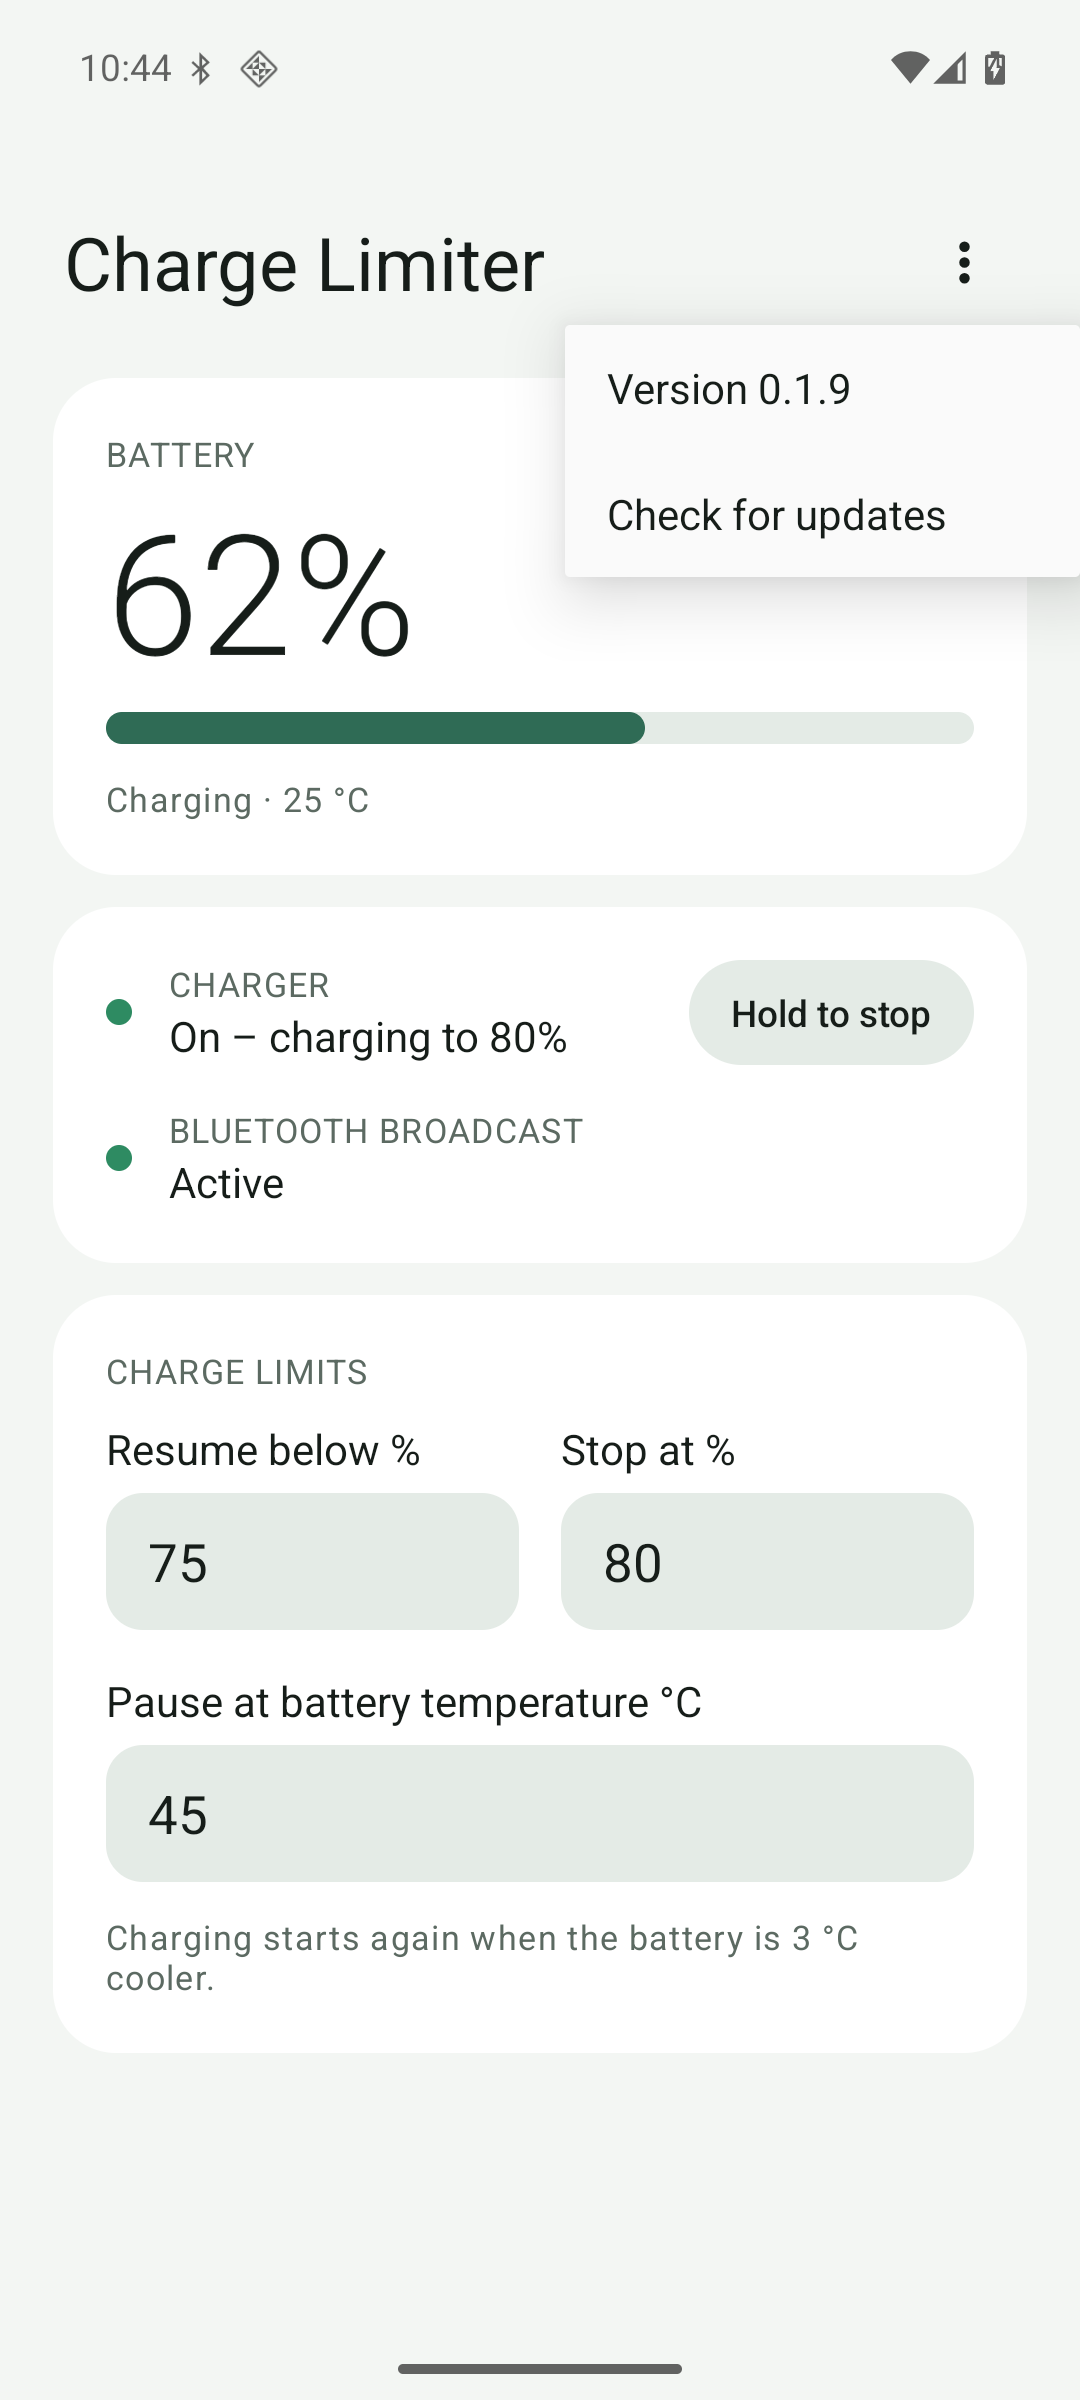 10:44
Charge Limiter
Version 0.1.9
Check for updates
BATTERY
62%
Charging · 25 °C
CHARGER
On – charging to 80%
Hold to stop
BLUETOOTH BROADCAST
Active
CHARGE LIMITS
Resume below %
Stop at %
75
80
Pause at battery temperature °C
45
Charging starts again when the battery is 3 °C
cooler.